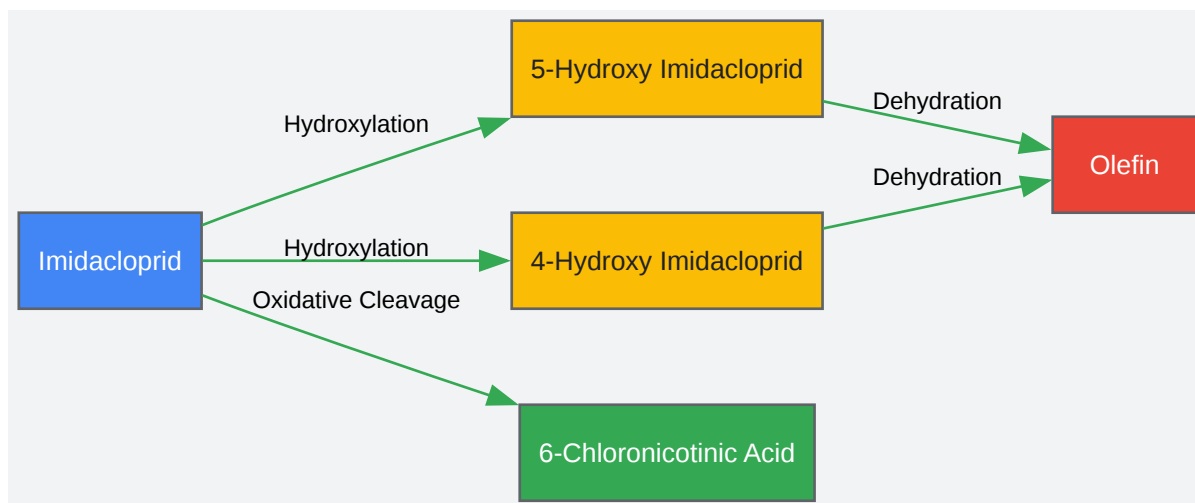 5-Hydroxy Imidacloprid
Dehydration
Hydroxylation
Olefin
Dehydration
Imidacloprid
Hydroxylation
4-Hydroxy Imidacloprid
Oxidative Cleavage
6-Chloronicotinic Acid